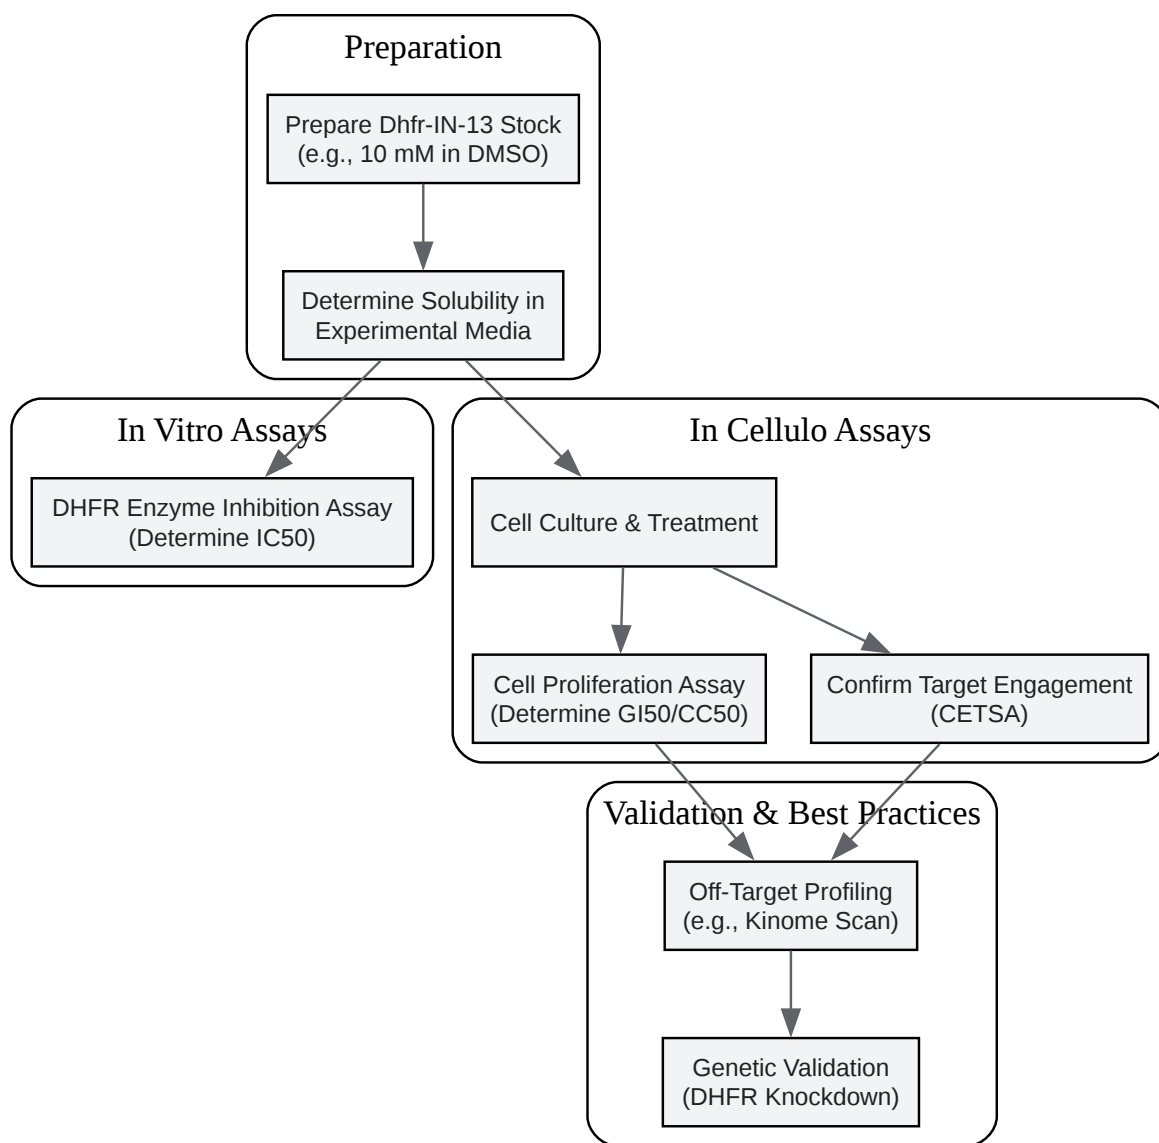 Preparation
Prepare Dhfr-IN-13 Stock
(e.g., 10 mM in DMSO)
Determine Solubility in
Experimental Media
In Vitro Assays
DHFR Enzyme Inhibition Assay
(Determine IC50)
In Cellulo Assays
Cell Culture & Treatment
Cell Proliferation Assay
(Determine GI50/CC50)
Confirm Target Engagement
(CETSA)
Validation & Best Practices
Off-Target Profiling
(e.g., Kinome Scan)
Genetic Validation
(DHFR Knockdown)